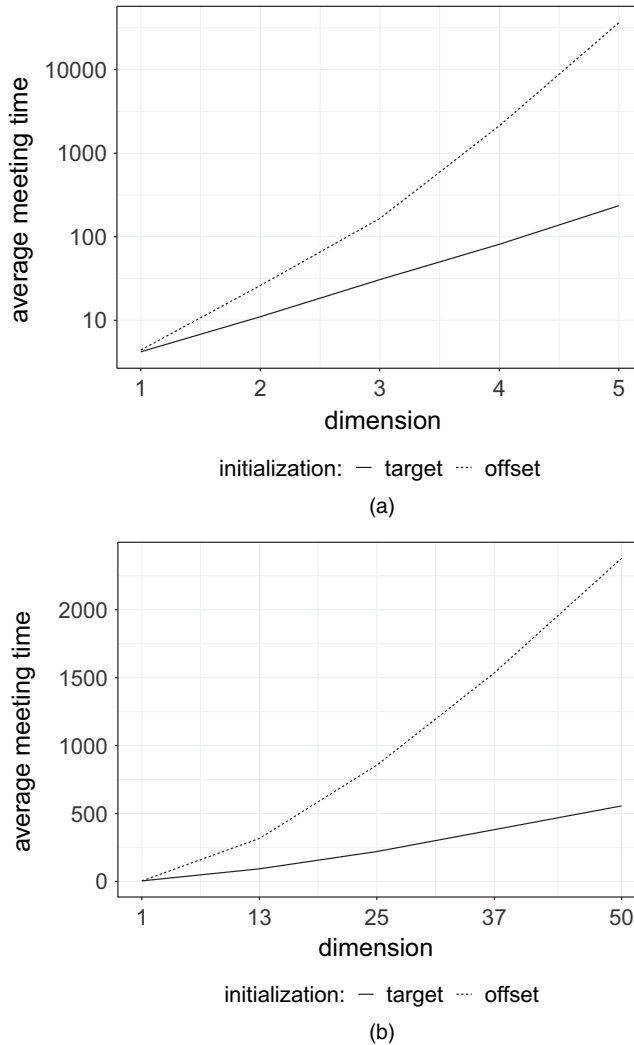 10000
1000
100
10
average meeting time
1 2 3 4 5
dimension
initialization: target offset
(a)
2000
1500
1000
500
0
average meeting time
1 13 25 37 50
dimension
initialization: target offset
(b)